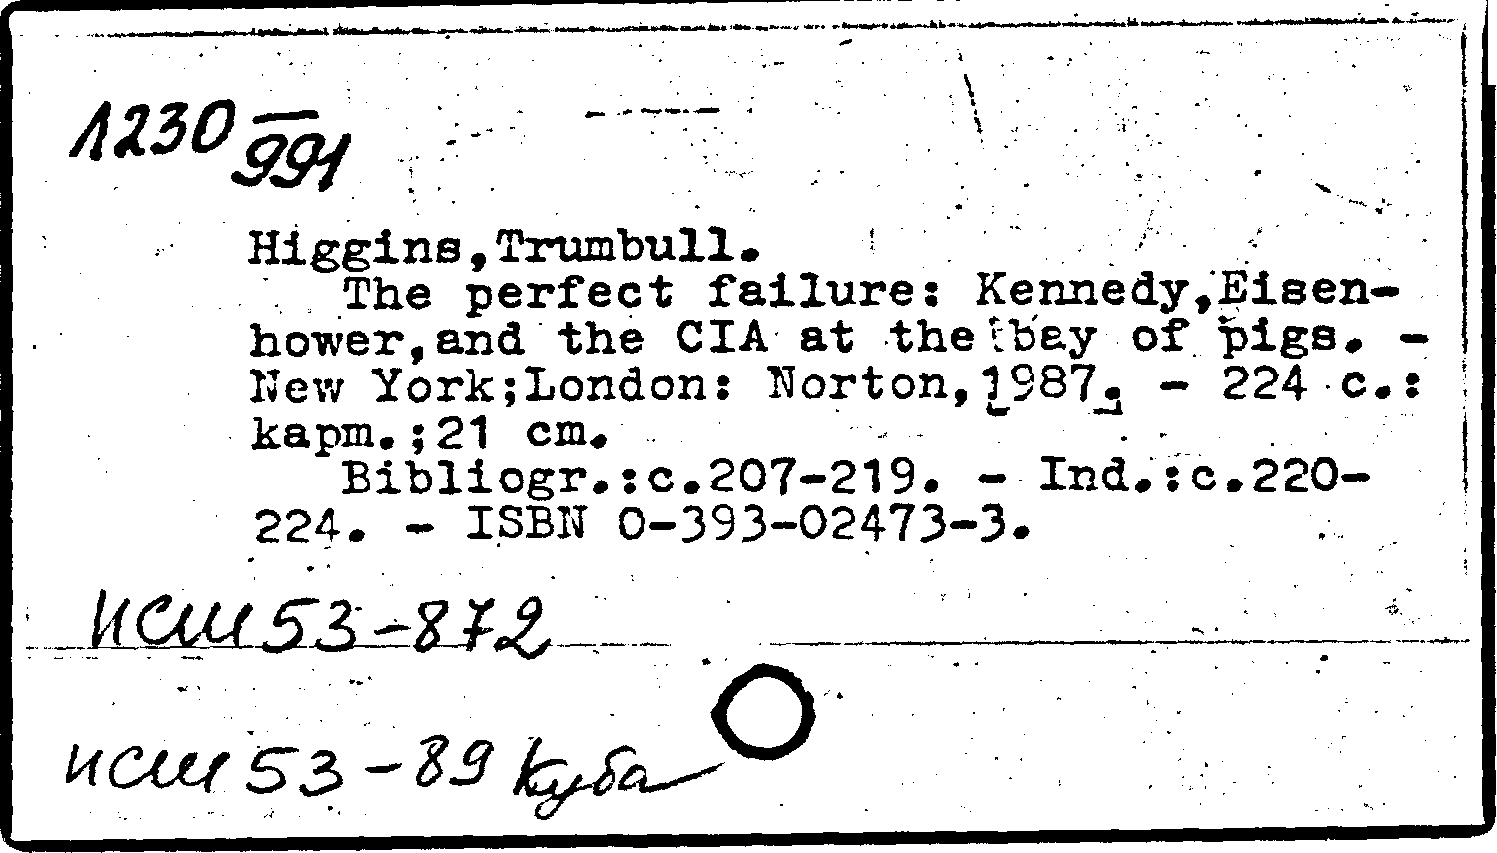 1230
991
Higgins,Trumbull.
The perfect failure: Kennedy,Eisen-
hower,and the CIA at the bay of pigs. -
New York;London: Norton,1987. - 224 c.:
карт.;21 cm.
Bibliogr.:c.207-219. - Ind.:c.220-
224. - ISBN 0-393-02473-3.
исш 53-872
исш 53-89 Куба